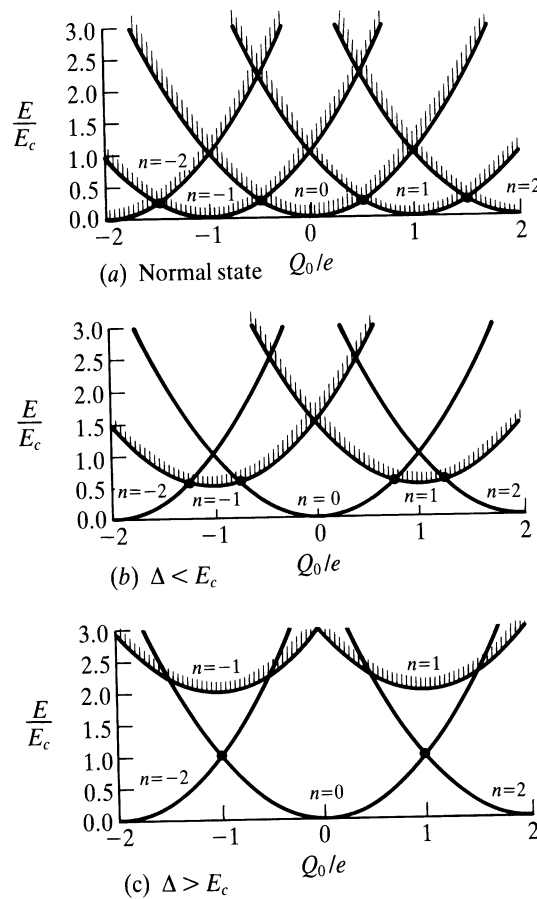 3.0
2.5
2.0
E/E_c
1.5
1.0
n=−2
0.5
n=−1
n=0
n=1
n=2
0.0
−2 −1 0 1 2
(a) Normal state
Q_0/e
3.0
2.5
2.0
E/E_c
1.5
1.0
0.5
n=−2
n=−1
n=0
n=1
n=2
0.0
−2 −1 0 1 2
Q_0/e
(b) Δ < E_c
3.0
2.5
n=−1
n=1
2.0
E/E_c
1.5
1.0
n=−2
0.5
n=0
n=2
0.0
−2 −1 0 1 2
Q_0/e
(c) Δ > E_c